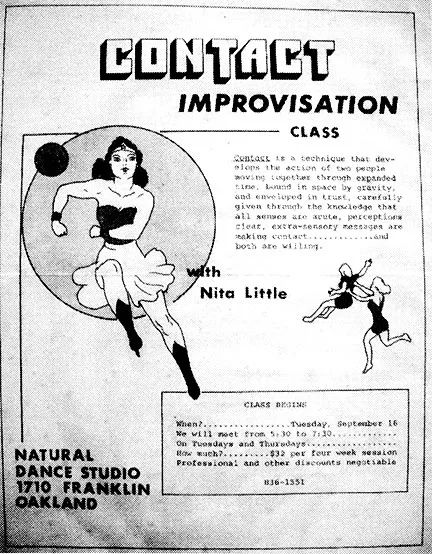 CONTACT
IMPROVISATION
CLASS
Contact is a technique that dev-
elops the action of two people
moving together through expanded
time, bound in space by gravity,
and enveloped in trust, carefully
given through the knowledge that
all senses are acute, perceptions
clear, extra-sensory messages are
making contact.............and
both are willing.
with
Nita Little
CLASS BEGINS
When?................Tuesday, September 16
We will meet from 5:30 to 7:30............
On Tuesdays and Thursdays.................
How much?.........$32 per four week session
Professional and other discounts negotiable
836-1351
NATURAL
DANCE STUDIO
1710 FRANKLIN
OAKLAND